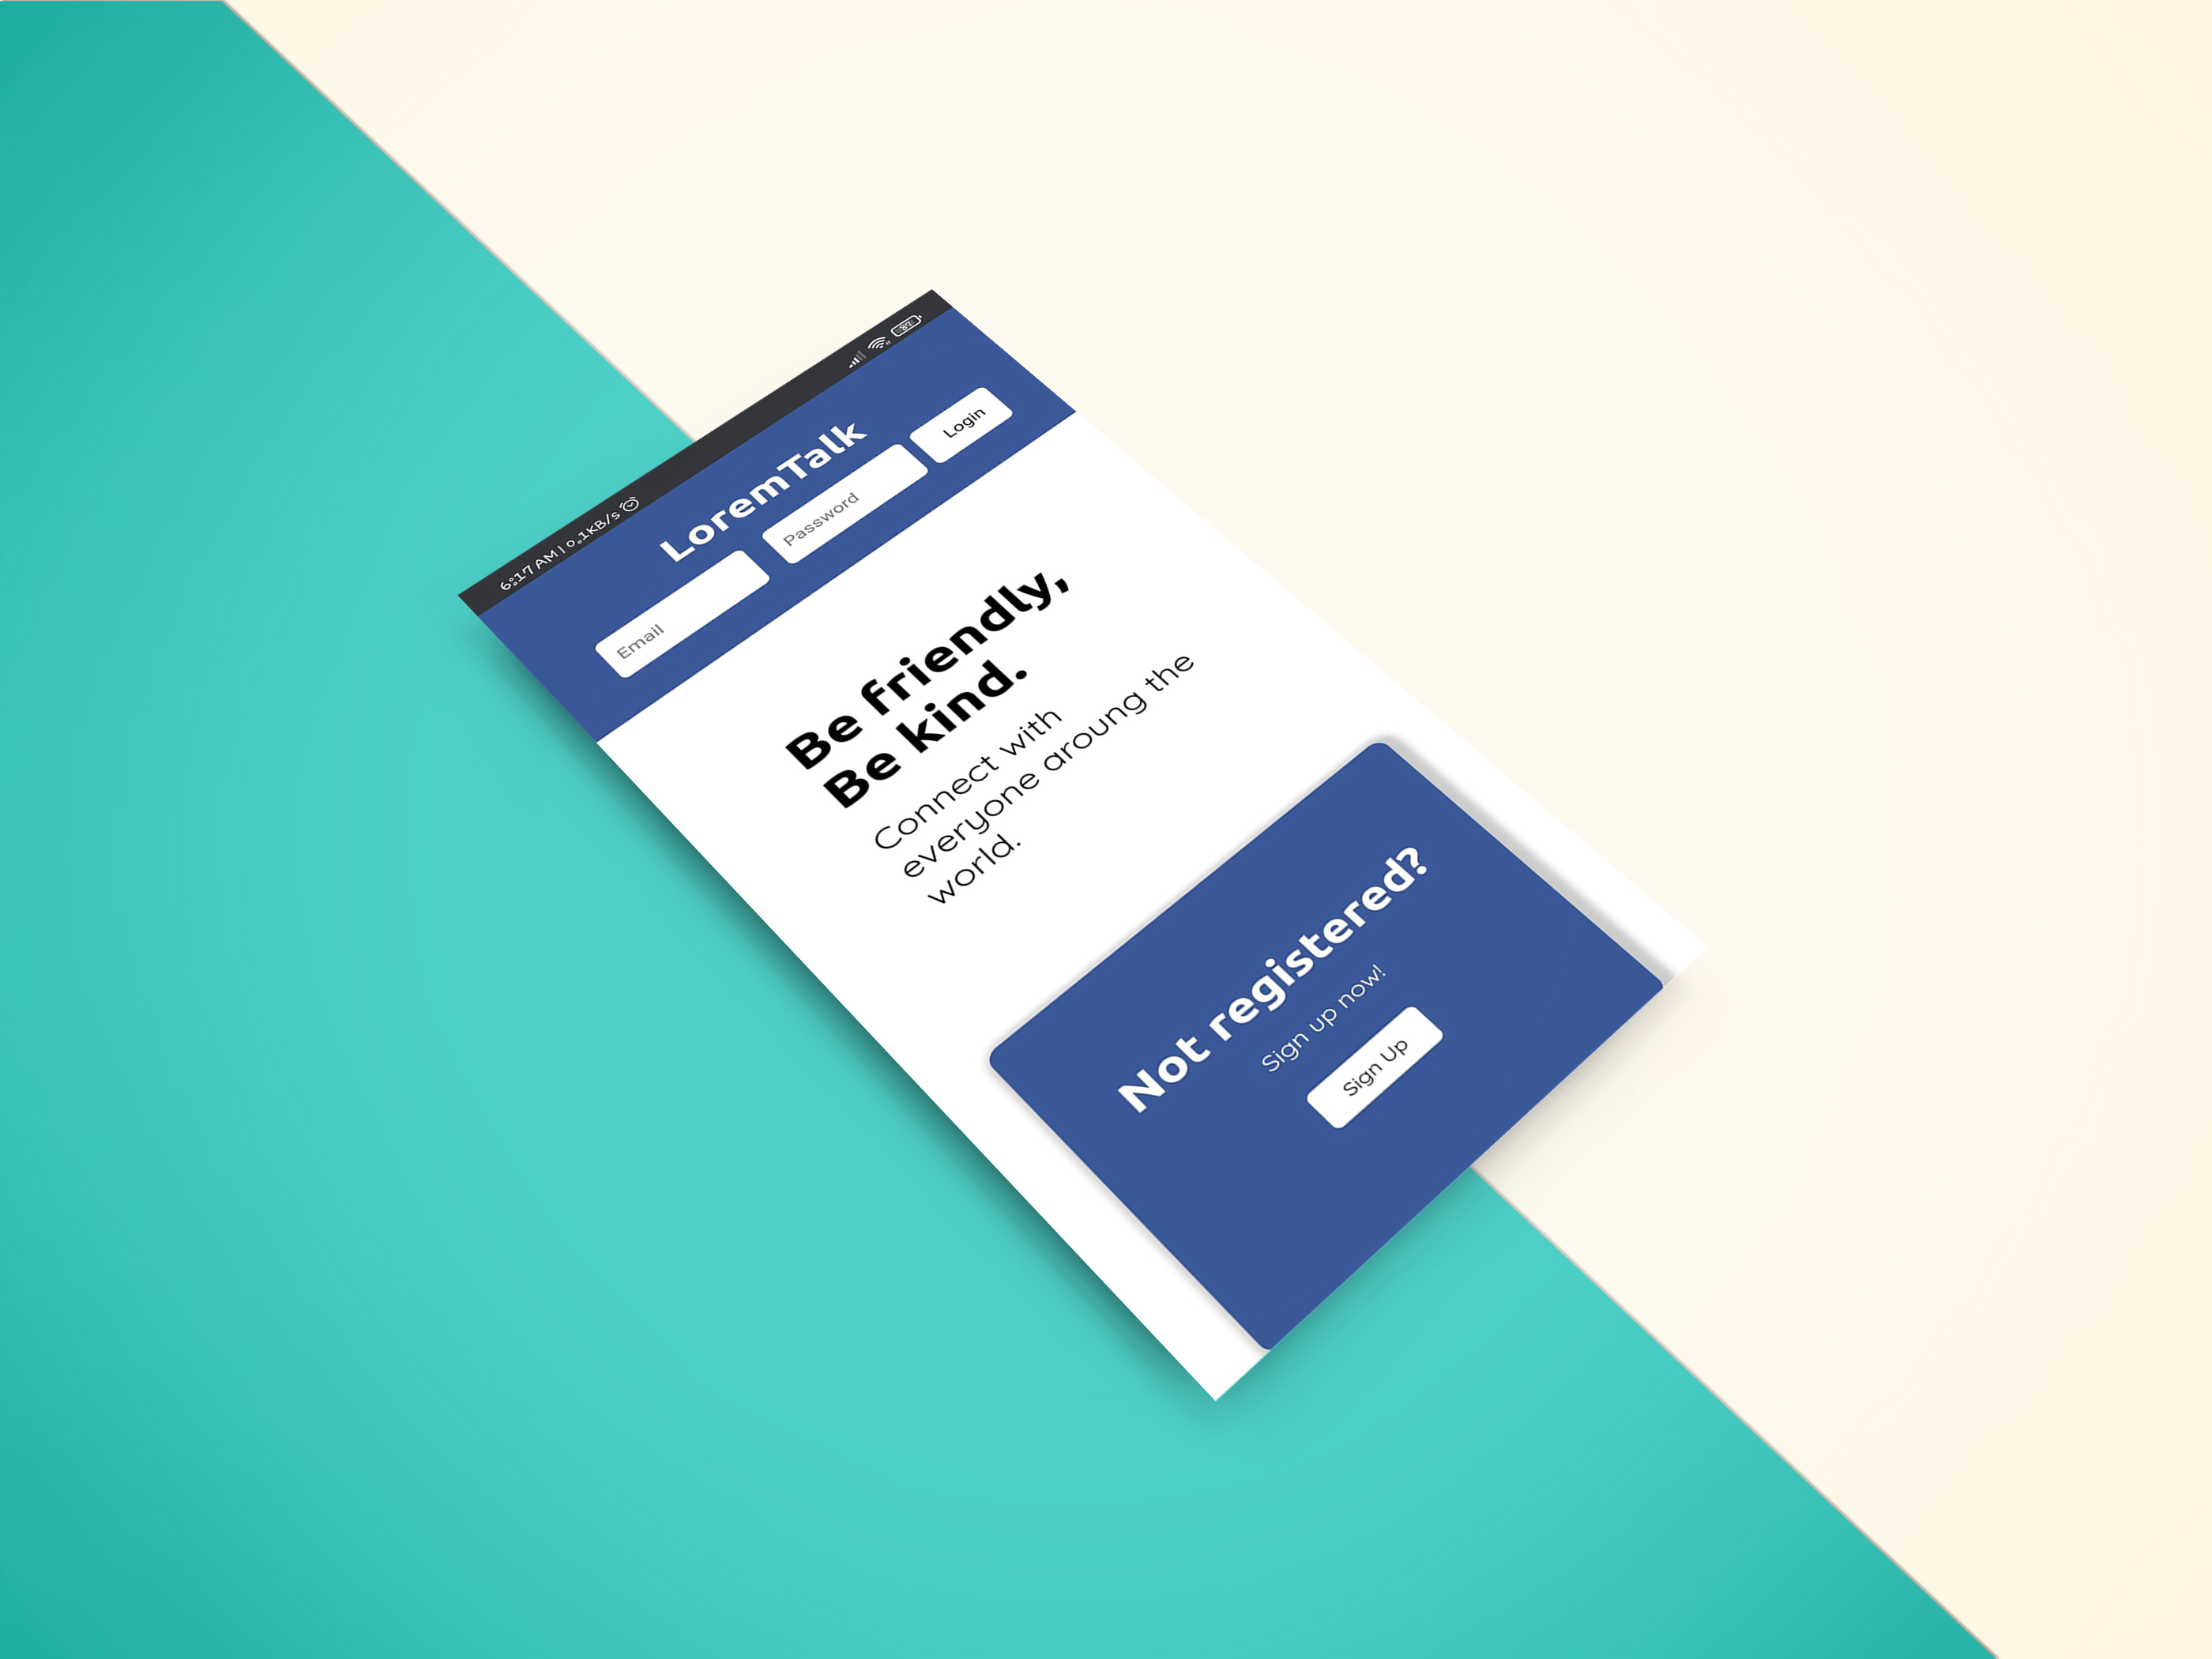 6:17 AM | 0.1KB/s
LoremTalk
Email
Password
Login
Be friendly,
Be kind.
Connect with
everyone aroung the
world.
Not registered?
Sign up now!
Sign Up